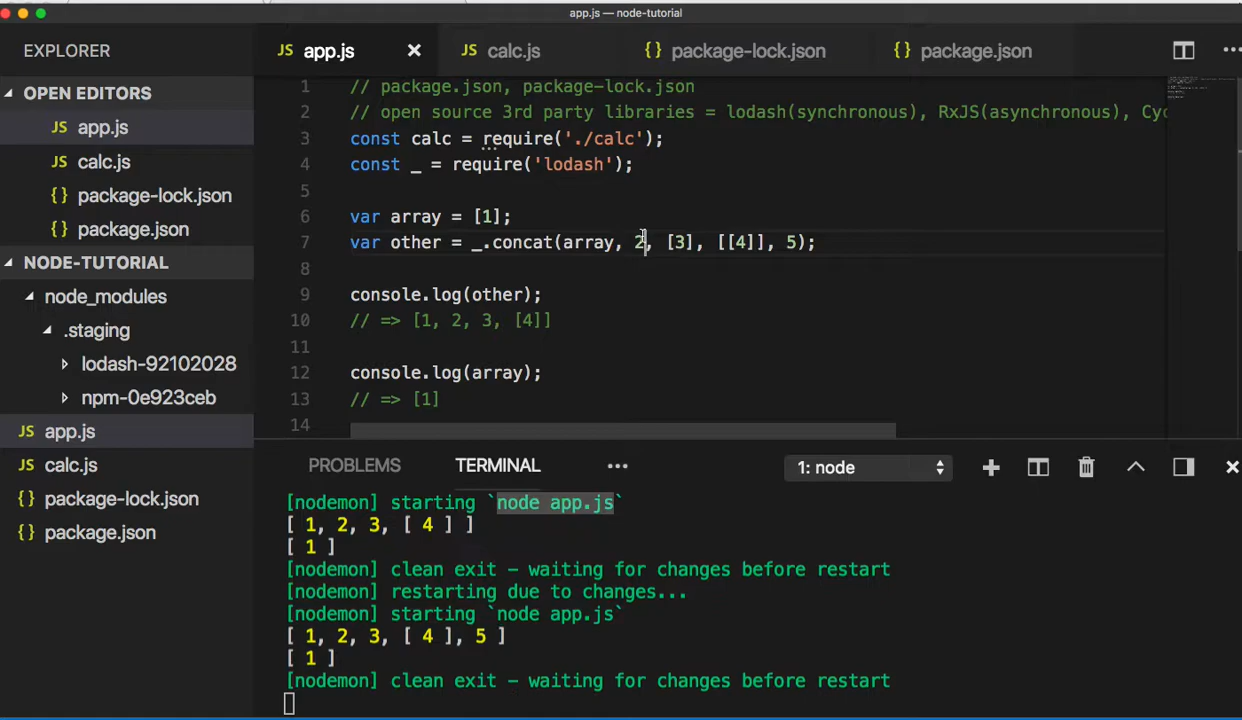 app.js — node-tutorial
EXPLORER
JS app.js
JS calc.js
{} package-lock.json
{} package.json
OPEN EDITORS
JS app.js
JS calc.js
{} package-lock.json
{} package.json
NODE-TUTORIAL
node_modules
.staging
lodash-92102028
npm-0e923ceb
JS app.js
JS calc.js
{} package-lock.json
{} package.json
1 // package.json, package-lock.json
2 // open source 3rd party libraries = lodash(synchronous), RxJS(asynchronous), Cyc
3 const calc = require('./calc');
4 const _ = require('lodash');
5
6 var array = [1];
7 var other = _.concat(array, 2, [3], [[4]], 5);
8
9 console.log(other);
10 // => [1, 2, 3, [4]]
11
12 console.log(array);
13 // => [1]
14
PROBLEMS TERMINAL ••• 1: node
[nodemon] starting `node app.js`
[ 1, 2, 3, [ 4 ] ]
[ 1 ]
[nodemon] clean exit - waiting for changes before restart
[nodemon] restarting due to changes...
[nodemon] starting `node app.js`
[ 1, 2, 3, [ 4 ], 5 ]
[ 1 ]
[nodemon] clean exit - waiting for changes before restart